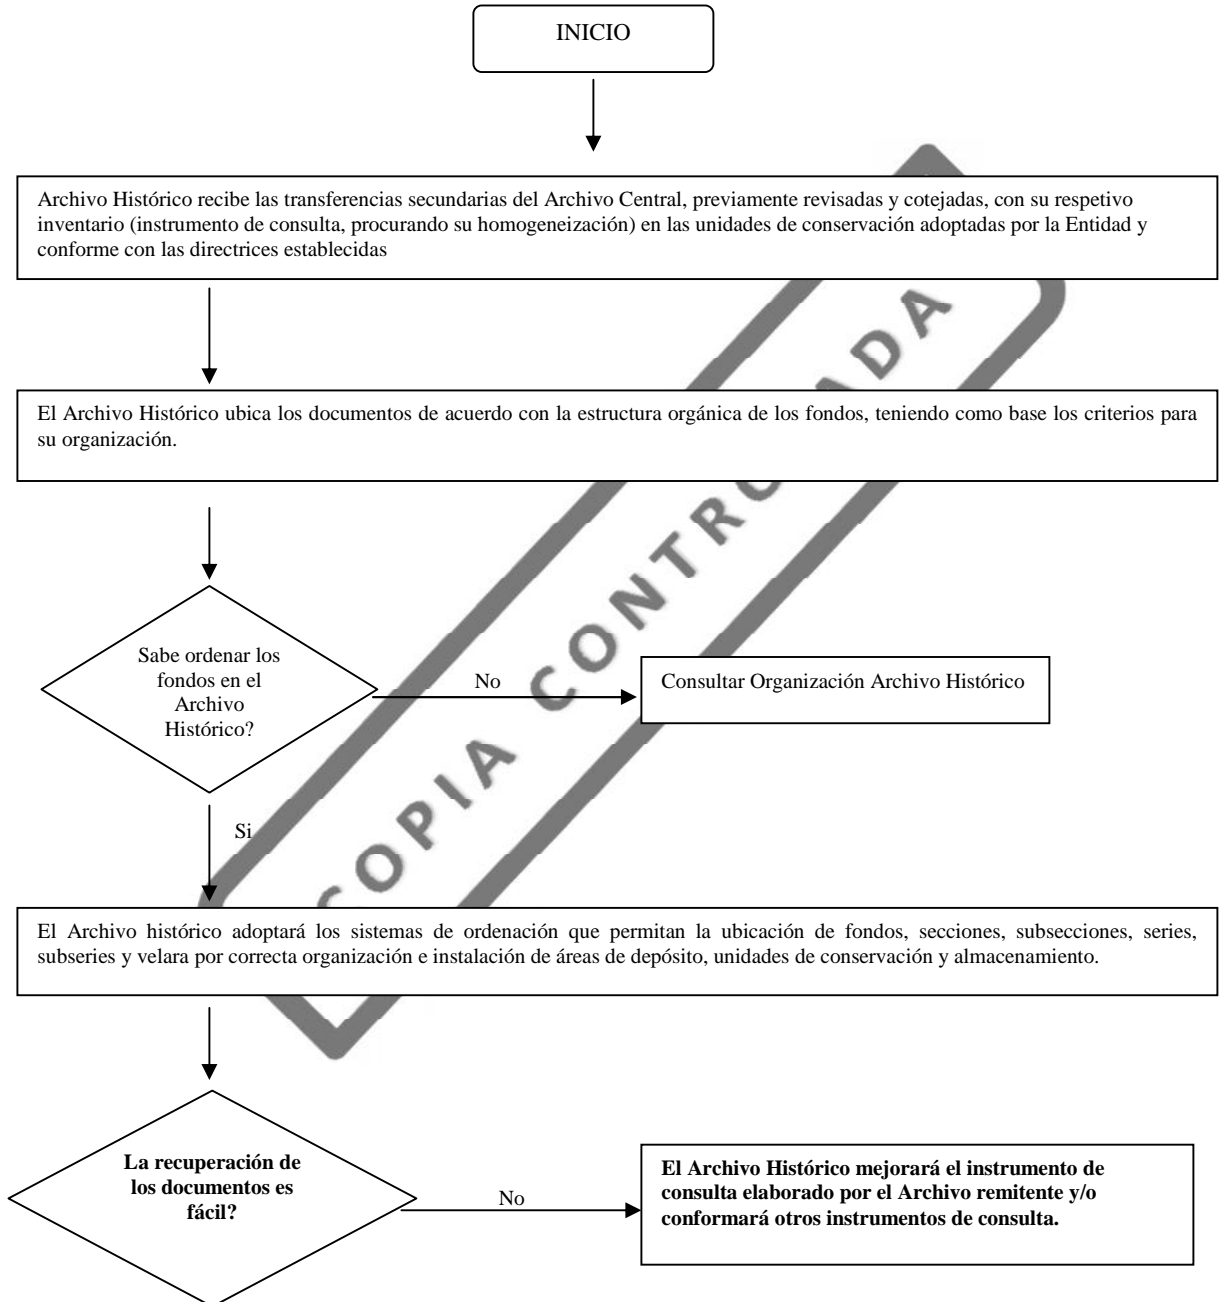 INICIO
Archivo Histórico recibe las transferencias secundarias del Archivo Central, previamente revisadas y cotejadas, con su respetivo
inventario (instrumento de consulta, procurando su homogeneización) en las unidades de conservación adoptadas por la Entidad y
conforme con las directrices establecidas
El Archivo Histórico ubica los documentos de acuerdo con la estructura orgánica de los fondos, teniendo como base los criterios para
su organización.
Sabe ordenar los
fondos en el
Archivo
Histórico?
No
Consultar Organización Archivo Histórico
Si
El Archivo histórico adoptará los sistemas de ordenación que permitan la ubicación de fondos, secciones, subsecciones, series,
subseries y velara por correcta organización e instalación de áreas de depósito, unidades de conservación y almacenamiento.
La recuperación de
los documentos es
fácil?
No
El Archivo Histórico mejorará el instrumento de
consulta elaborado por el Archivo remitente y/o
conformará otros instrumentos de consulta.
COPIA